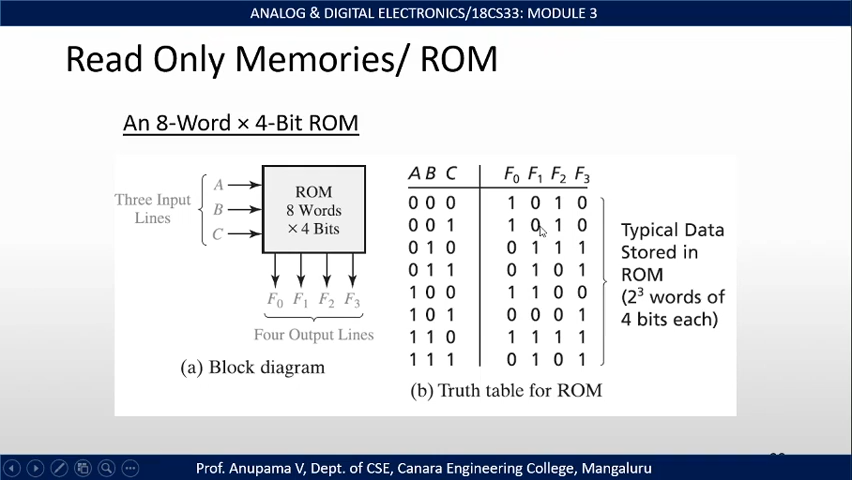 ANALOG & DIGITAL ELECTRONICS/18CS33: MODULE 3
Read Only Memories/ ROM
An 8-Word × 4-Bit ROM
Three Input
Lines
A
B
C
ROM
8 Words
× 4 Bits
F0 F1 F2 F3
Four Output Lines
(a) Block diagram
A B C F0 F1 F2 F3
0 0 0 1 0 1 0
0 0 1 1 0 1 0
0 1 0 0 1 1 1
0 1 1 0 1 0 1
1 0 0 1 1 0 0
1 0 1 0 0 0 1
1 1 0 1 1 1 1
1 1 1 0 1 0 1
Typical Data
Stored in
ROM
(2³ words of
4 bits each)
(b) Truth table for ROM
Prof. Anupama V, Dept. of CSE, Canara Engineering College, Mangaluru